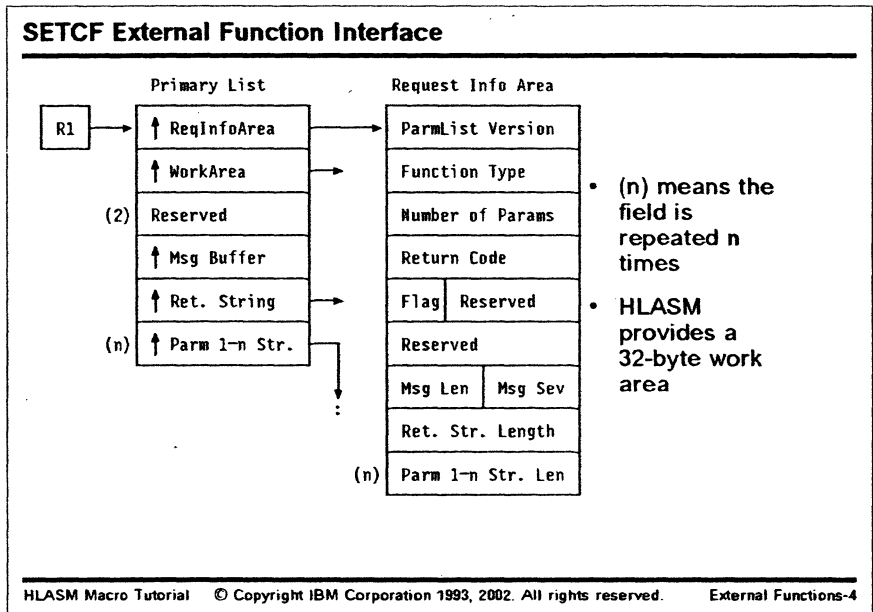 SETCF External Function Interface
Primary List
Request Info Area
R1
↑ ReqInfoArea
↑ WorkArea
(2) Reserved
↑ Msg Buffer
↑ Ret. String
(n) ↑ Parm 1-n Str.
:
ParmList Version
Function Type
Number of Params
Return Code
Flag Reserved
Reserved
Msg Len Msg Sev
Ret. Str. Length
(n) Parm 1-n Str. Len
• (n) means the
field is
repeated n
times
• HLASM
provides a
32-byte work
area
HLASM Macro Tutorial © Copyright IBM Corporation 1993, 2002. All rights reserved. External Functions-4